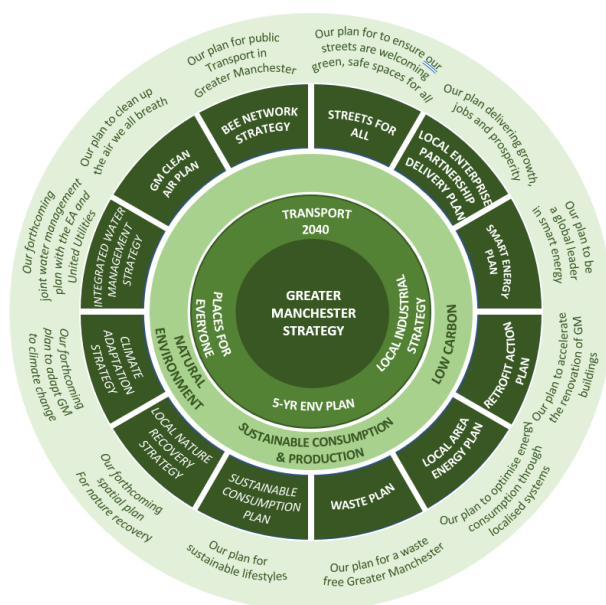 GREATER
MANCHESTER
STRATEGY
TRANSPORT
2040
LOCAL INDUSTRIAL
STRATEGY
5-YR ENV PLAN
PLACES FOR
EVERYONE
LOW CARBON
SUSTAINABLE CONSUMPTION
& PRODUCTION
NATURAL
ENVIRONMENT
STREETS FOR
ALL
Our plan for to ensure our
streets are welcoming
green, safe spaces for all
LOCAL ENTERPRISE
PARTNERSHIP
DELIVERY PLAN
Our plan delivering growth,
jobs and prosperity
SMART ENERGY
PLAN
Our plan to be
a global leader
in smart energy
RETROFIT ACTION
PLAN
Our plan to accelerate
the renovation of GM
buildings
LOCAL AREA
ENERGY PLAN
Our plan to optimise energy
consumption through
localised systems
WASTE PLAN
Our plan for a waste
free Greater Manchester
SUSTAINABLE
CONSUMPTION
PLAN
Our plan for
sustainable lifestyles
LOCAL NATURE
RECOVERY
STRATEGY
Our forthcoming
spatial plan
For nature recovery
CLIMATE
ADAPTATION
STRATEGY
Our forthcoming
plan to adapt GM
to climate change
INTEGRATED WATER
MANAGEMENT
STRATEGY
Our forthcoming
joint water management
plan with the EA and
United Utilities
GM CLEAN
AIR PLAN
Our plan to clean up
the air we all breath
BEE NETWORK
STRATEGY
Our plan for public
Transport in
Greater Manchester